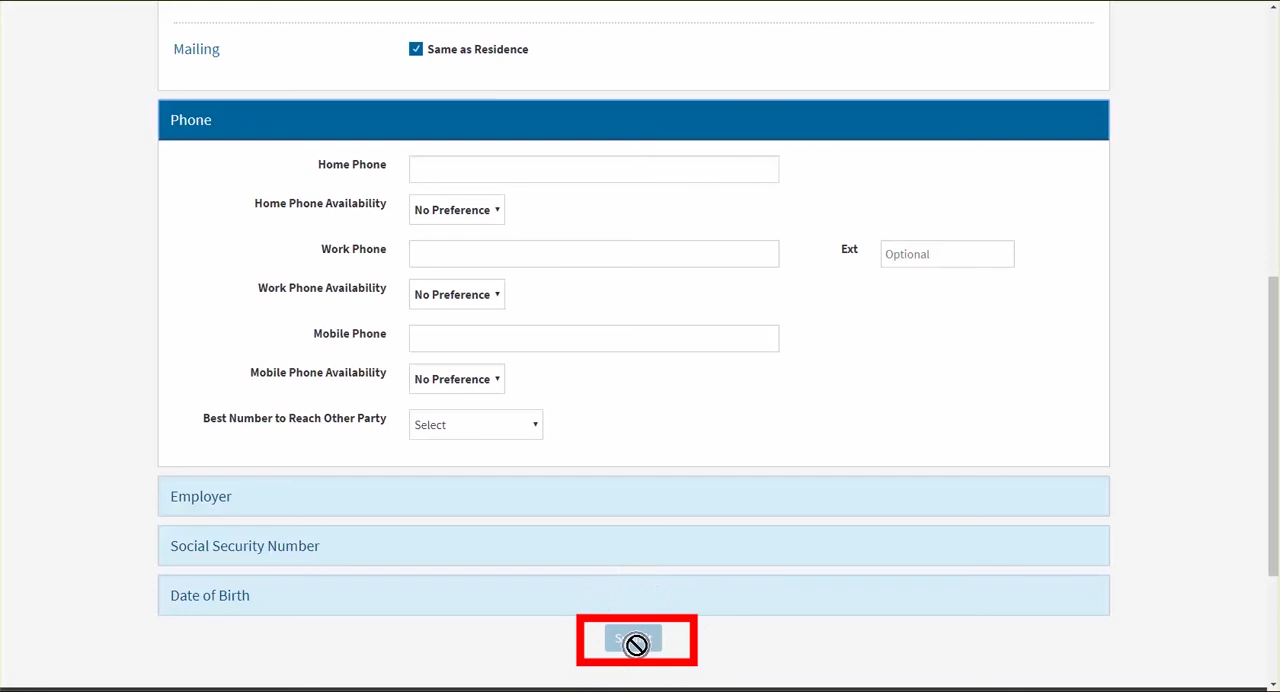 Mailing
Same as Residence
Phone
Home Phone
Home Phone Availability
No Preference
Work Phone
Ext
Optional
Work Phone Availability
No Preference
Mobile Phone
Mobile Phone Availability
No Preference
Best Number to Reach Other Party
Select
Employer
Social Security Number
Date of Birth